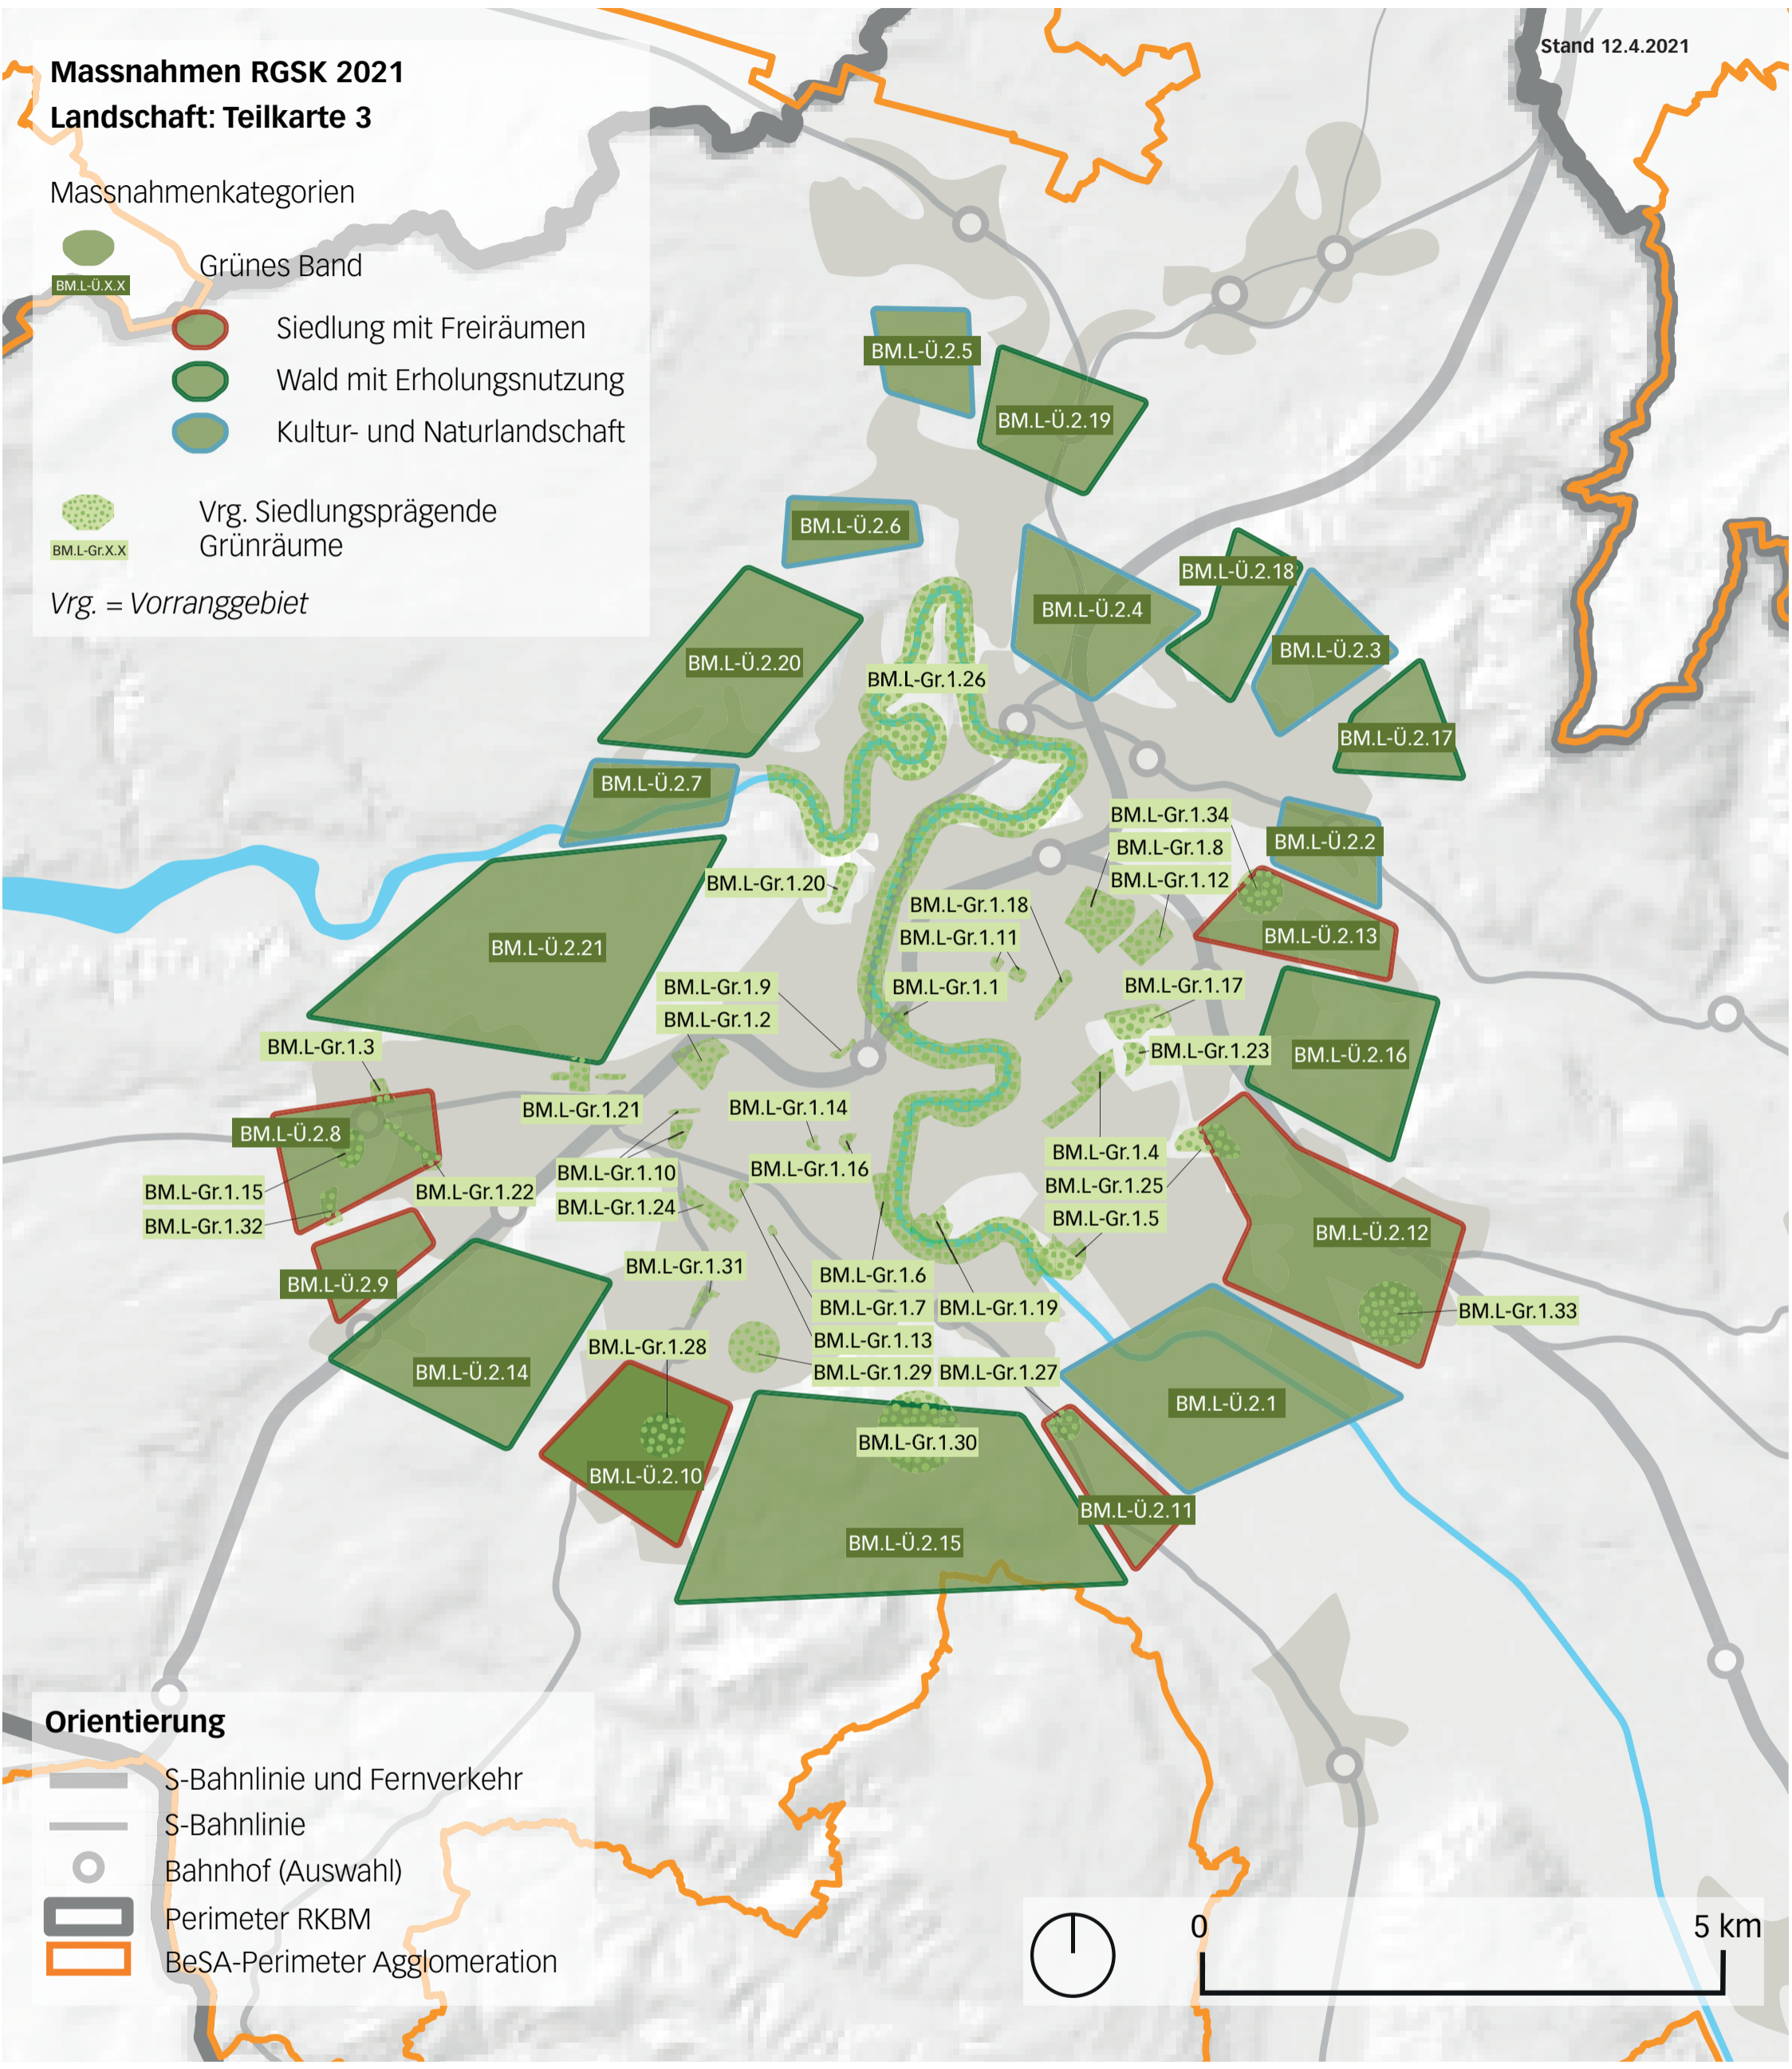 Stand 12.4.2021
Massnahmen RGSK 2021
Landschaft: Teilkarte 3
Massnahmenkategorien
BM.L-Ü.X.X
Grünes Band
Siedlung mit Freiräumen
Wald mit Erholungsnutzung
Kultur- und Naturlandschaft
BM.L-Gr.X.X
Vrg. Siedlungsprägende
Grünräume
Vrg. = Vorranggebiet
BM.L-Ü.2.5
BM.L-Ü.2.19
BM.L-Ü.2.6
BM.L-Ü.2.18
BM.L-Ü.2.4
BM.L-Ü.2.3
BM.L-Ü.2.20
BM.L-Gr.1.26
BM.L-Ü.2.17
BM.L-Ü.2.7
BM.L-Gr.1.34
BM.L-Ü.2.2
BM.L-Gr.1.8
BM.L-Gr.1.20
BM.L-Gr.1.12
BM.L-Gr.1.18
BM.L-Gr.1.11
BM.L-Ü.2.13
BM.L-Ü.2.21
BM.L-Gr.1.9
BM.L-Gr.1.1
BM.L-Gr.1.17
BM.L-Gr.1.2
BM.L-Gr.1.3
BM.L-Gr.1.23
BM.L-Ü.2.16
BM.L-Gr.1.21
BM.L-Gr.1.14
BM.L-Ü.2.8
BM.L-Gr.1.4
BM.L-Gr.1.10
BM.L-Gr.1.16
BM.L-Gr.1.25
BM.L-Gr.1.15
BM.L-Gr.1.22
BM.L-Gr.1.24
BM.L-Gr.1.5
BM.L-Gr.1.32
BM.L-Ü.2.12
BM.L-Gr.1.31
BM.L-Gr.1.6
BM.L-Ü.2.9
BM.L-Gr.1.7
BM.L-Gr.1.19
BM.L-Gr.1.33
BM.L-Gr.1.13
BM.L-Gr.1.28
BM.L-Ü.2.14
BM.L-Gr.1.29
BM.L-Gr.1.27
BM.L-Ü.2.1
BM.L-Gr.1.30
BM.L-Ü.2.10
BM.L-Ü.2.11
BM.L-Ü.2.15
Orientierung
S-Bahnlinie und Fernverkehr
S-Bahnlinie
Bahnhof (Auswahl)
Perimeter RKBM
BeSA-Perimeter Agglomeration
0
5 km